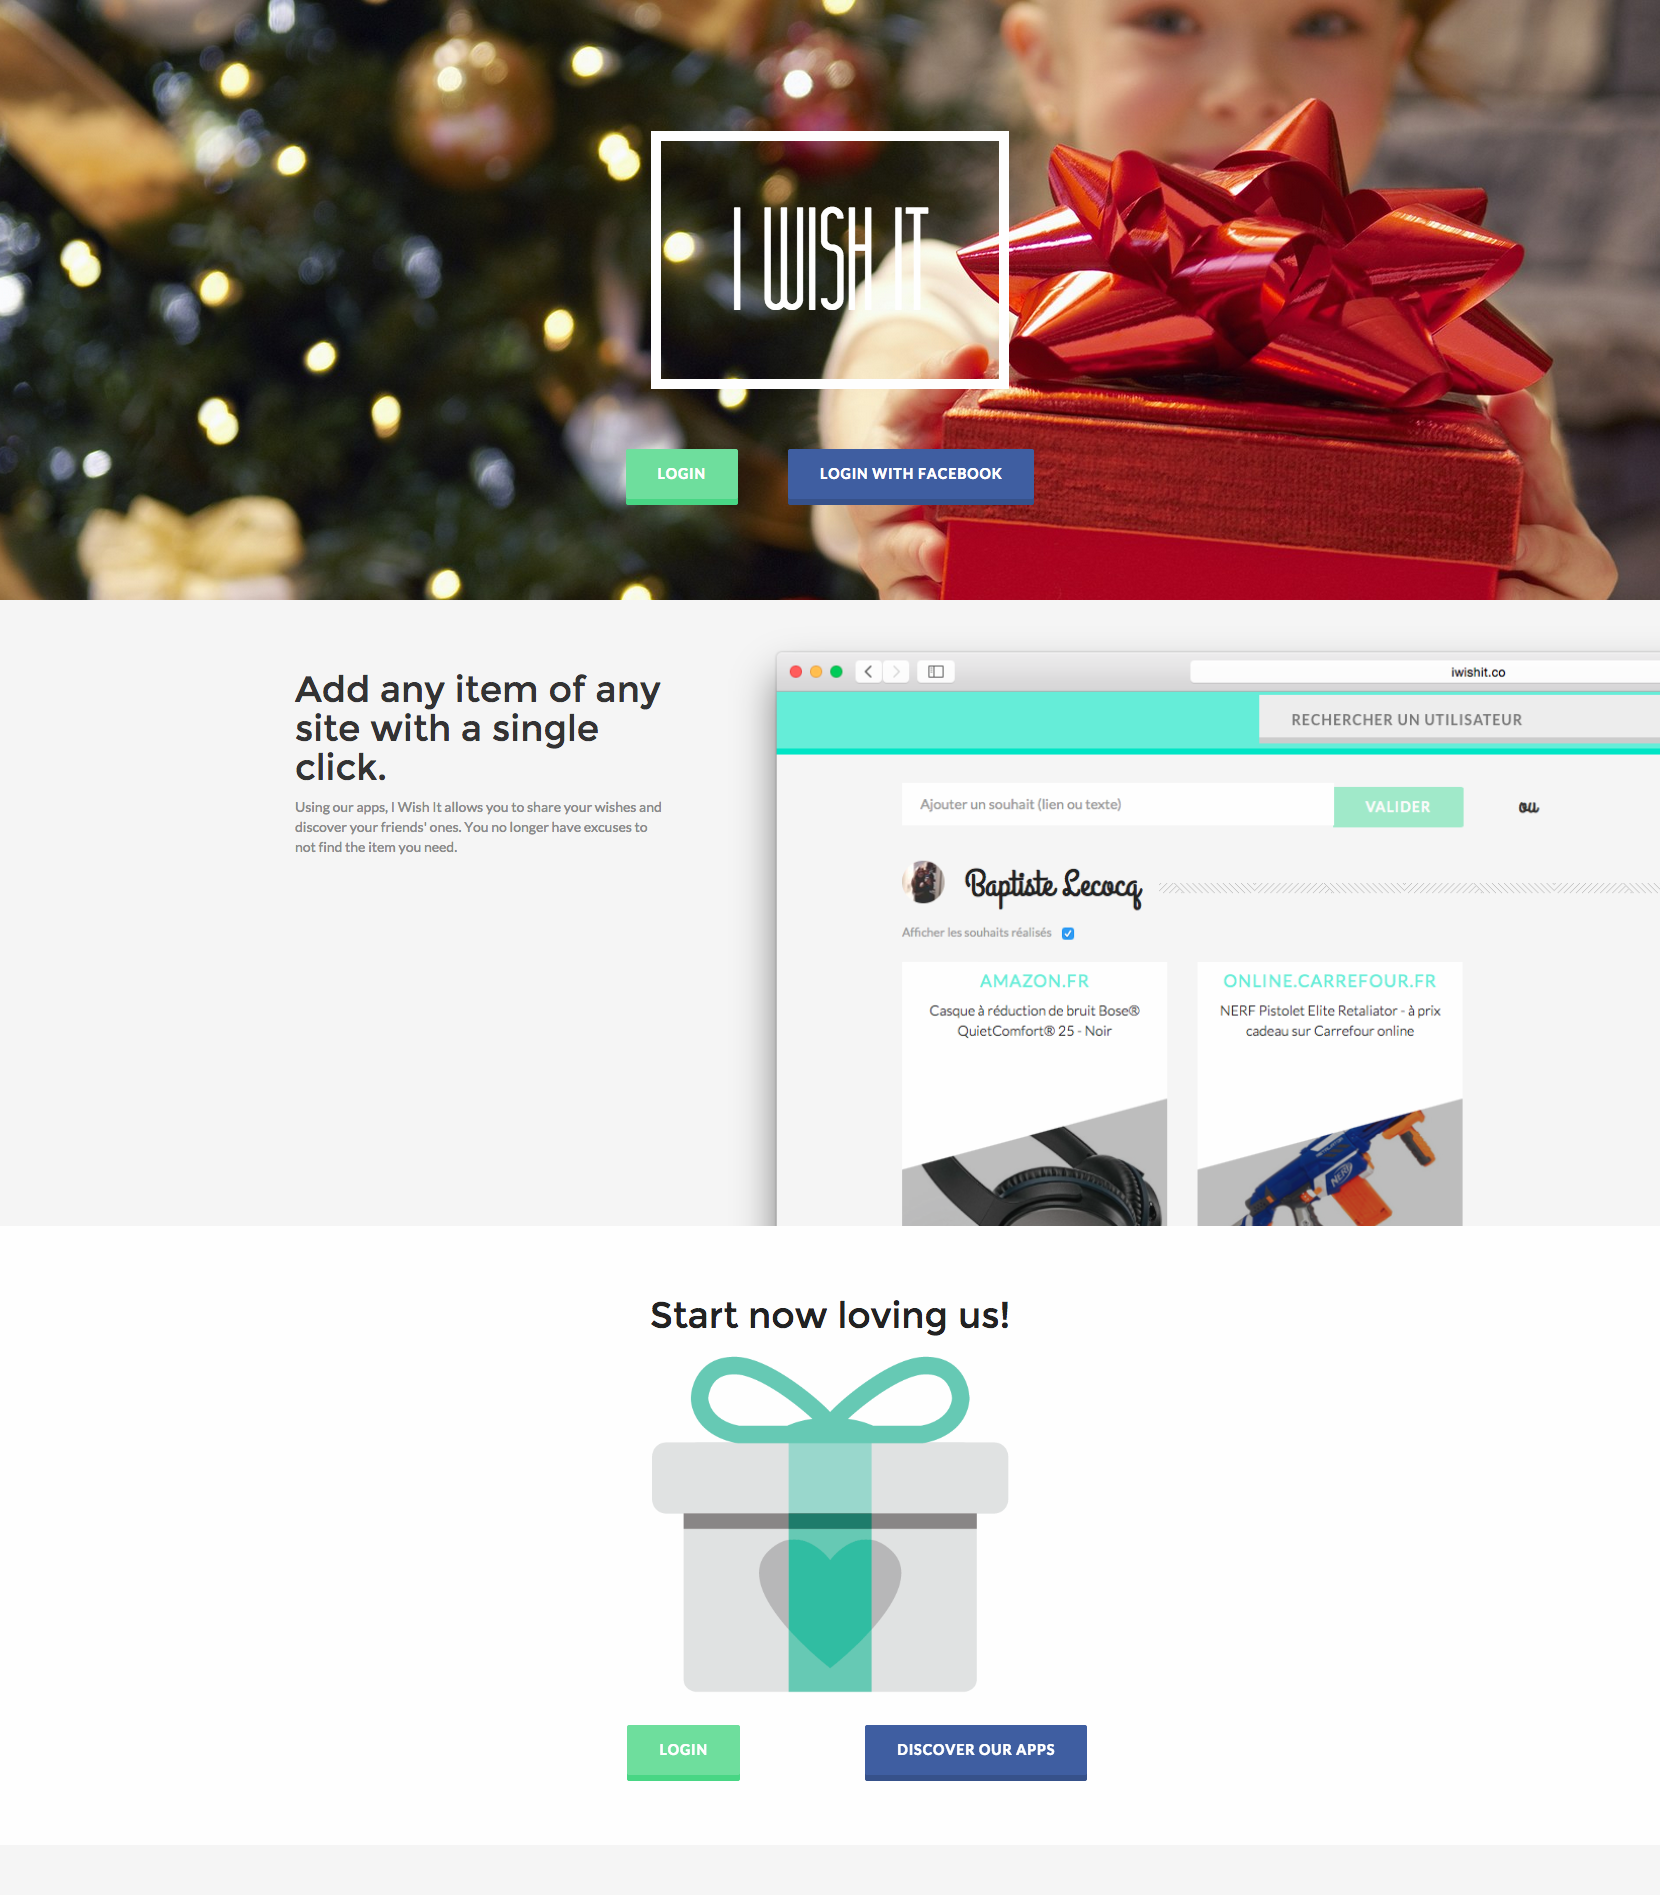 I WISH IT
LOGIN
LOGIN WITH FACEBOOK
Add any item of any
site with a single
click.
Using our apps, I Wish It allows you to share your wishes and
discover your friends' ones. You no longer have excuses to
not find the item you need.
iwishit.co
RECHERCHER UN UTILISATEUR
Ajouter un souhait (lien ou texte)
VALIDER
ou
Baptiste Lecocq
Afficher les souhaits réalisés
AMAZON.FR
Casque à réduction de bruit Bose®
QuietComfort® 25 - Noir
ONLINE.CARREFOUR.FR
NERF Pistolet Elite Retaliator - à prix
cadeau sur Carrefour online
NERF
Start now loving us!
LOGIN
DISCOVER OUR APPS